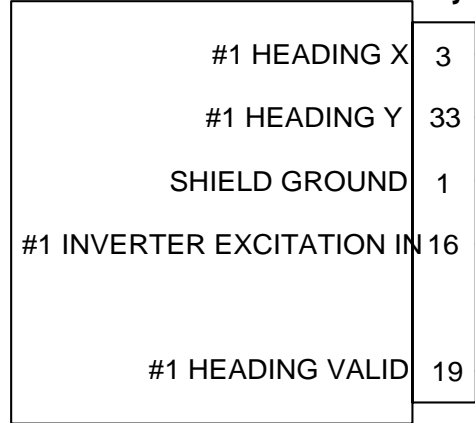 #1 HEADING X 3
#1 HEADING Y 33
SHIELD GROUND 1
#1 INVERTER EXCITATION IN 16
#1 HEADING VALID 19